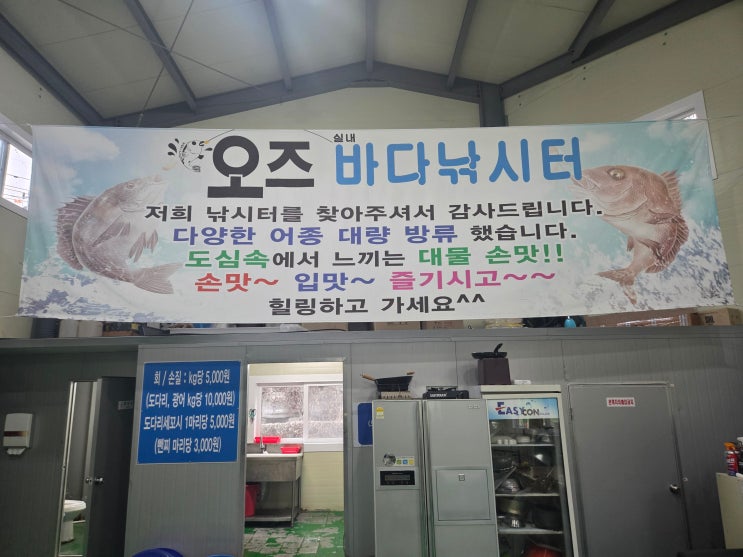 오즈 실내 바다낚시터
저희 낚시터를 찾아주셔서 감사드립니다.
다양한 어종 대량 방류 했습니다.
도심속에서 느끼는 대물 손맛!!
손맛~ 입맛~ 즐기시고~~
힐링하고 가세요^^
회 / 손질 : kg당 5,000원
(도다리, 광어 kg당 10,000원)
도다리세꼬시 1마리당 5,000원
(뺀찌 마리당 3,000원)
EASYCON